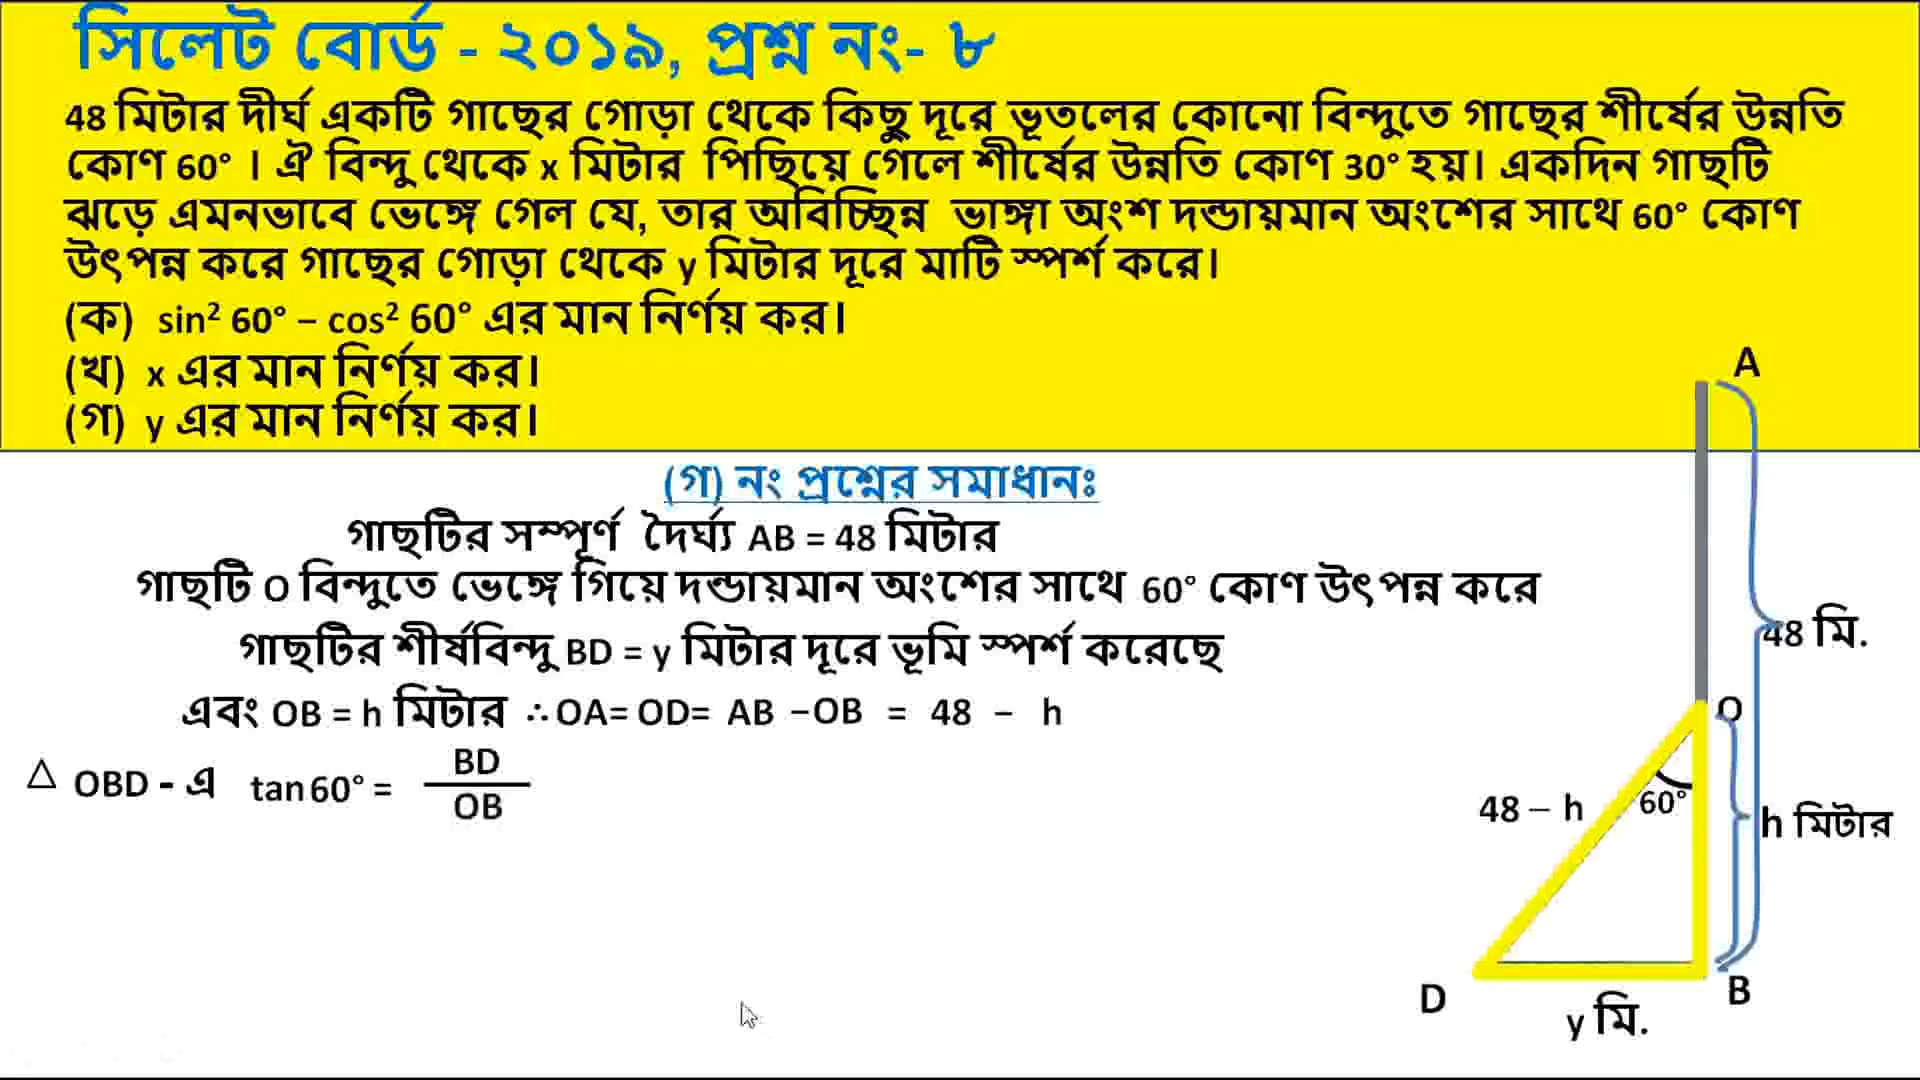 সিলেট বোর্ড - ২০১৯, প্রশ্ন নং- ৮
48 মিটার দীর্ঘ একটি গাছের গোড়া থেকে কিছু দূরে ভূতলের কোনো বিন্দুতে গাছের শীর্ষের উন্নতি
কোণ 60° । ঐ বিন্দু থেকে x মিটার পিছিয়ে গেলে শীর্ষের উন্নতি কোণ 30° হয়। একদিন গাছটি
ঝড়ে এমনভাবে ভেঙ্গে গেল যে, তার অবিচ্ছিন্ন ভাঙ্গা অংশ দন্ডায়মান অংশের সাথে 60° কোণ
উৎপন্ন করে গাছের গোড়া থেকে y মিটার দূরে মাটি স্পর্শ করে।
(ক) sin² 60° – cos² 60° এর মান নির্ণয় কর।
(খ) x এর মান নির্ণয় কর।
(গ) y এর মান নির্ণয় কর।
(গ) নং প্রশ্নের সমাধানঃ
গাছটির সম্পূর্ণ দৈর্ঘ্য AB = 48 মিটার
গাছটি O বিন্দুতে ভেঙ্গে গিয়ে দন্ডায়মান অংশের সাথে 60° কোণ উৎপন্ন করে
গাছটির শীর্ষবিন্দু BD = y মিটার দূরে ভূমি স্পর্শ করেছে
এবং OB = h মিটার ∴ OA= OD= AB –OB = 48 – h
△ OBD - এ tan60° = BD
OB
A
48 মি.
O
60°
48 – h
h মিটার
D
B
y মি.